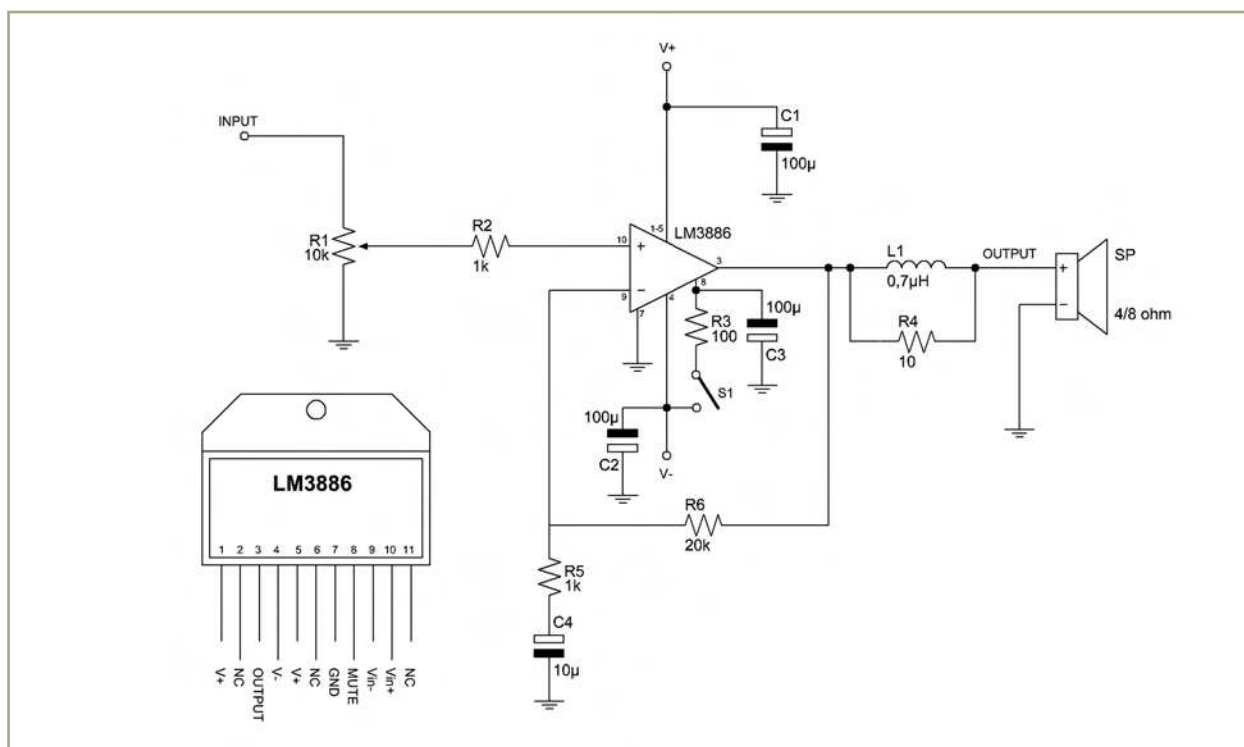 V+
C1
100µ
INPUT
R1
10k
R2
1k
10
+
1-5
LM3886
3
−
9
7
4
8
R3
100
100µ
C3
S1
100µ
C2
V-
L1
0,7µH
R4
10
OUTPUT
+
−
SP
4/8 ohm
R6
20k
R5
1k
C4
10µ
LM3886
1 2 3 4 5 6 7 8 9 10 11
V+
NC
OUTPUT
V-
V+
NC
GND
MUTE
Vin-
Vin+
NC